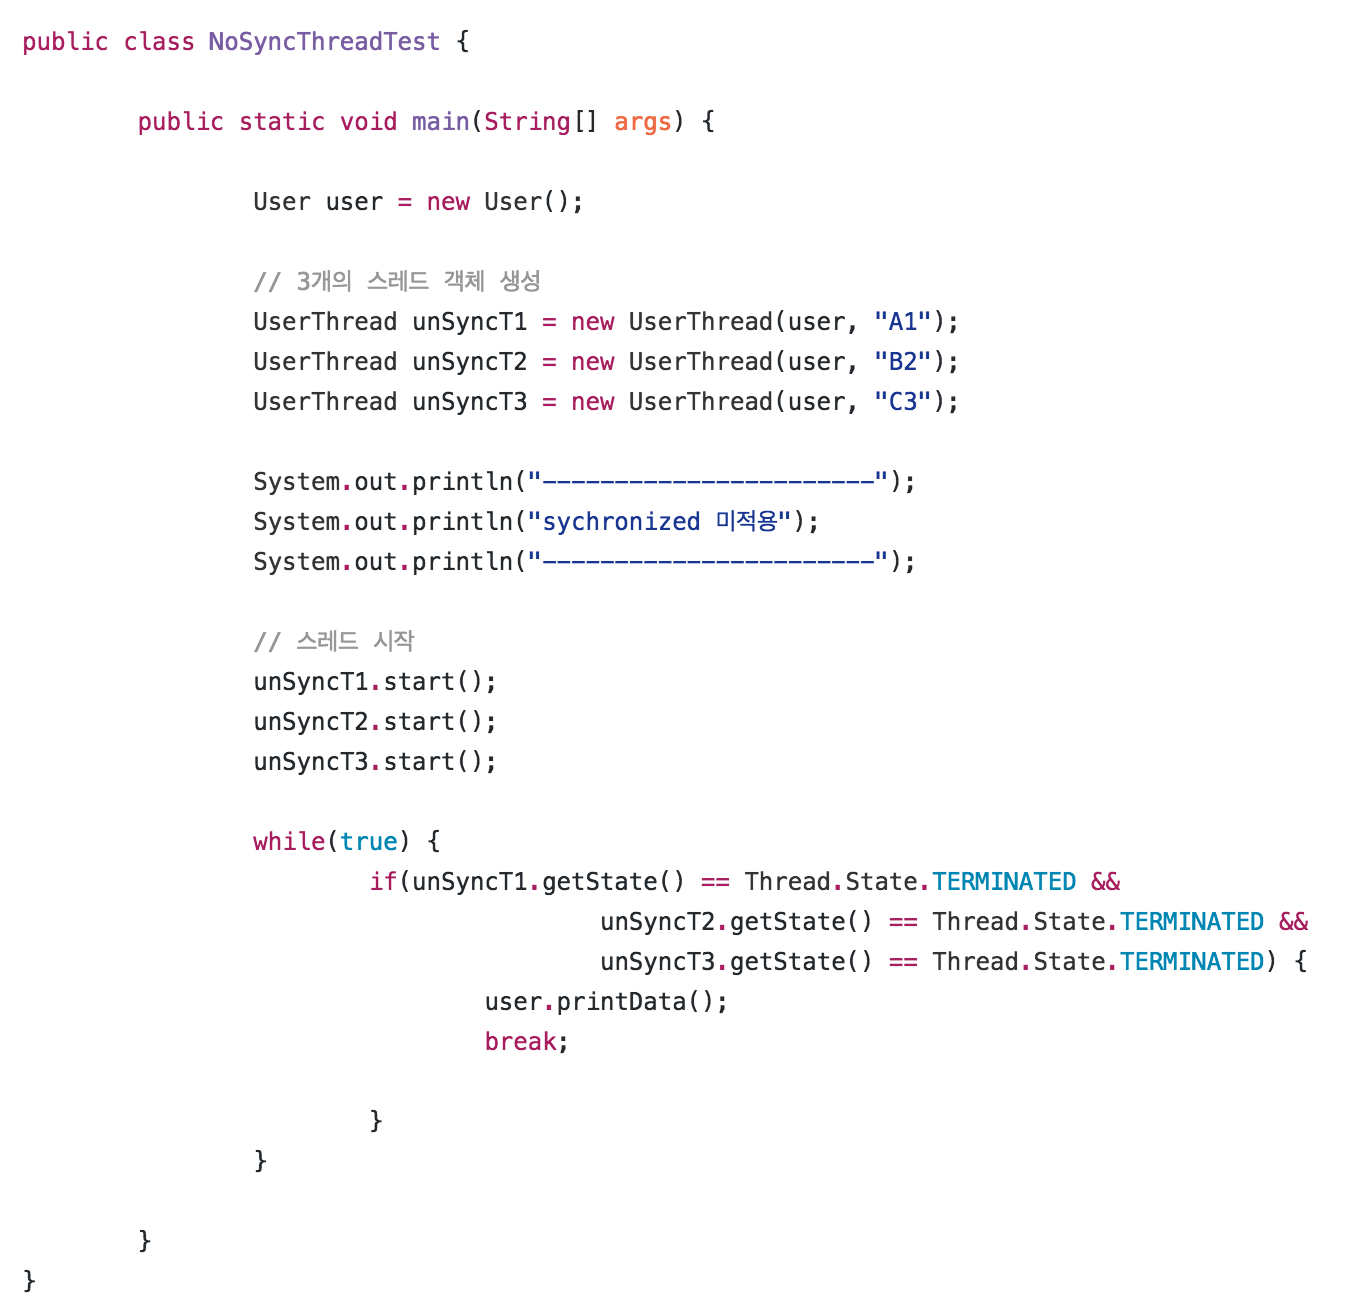 public class NoSyncThreadTest {
public static void main(String[] args) {
User user = new User();
// 3개의 스레드 객체 생성
UserThread unSyncT1 = new UserThread(user, "A1");
UserThread unSyncT2 = new UserThread(user, "B2");
UserThread unSyncT3 = new UserThread(user, "C3");
System.out.println("-----------------------");
System.out.println("sychronized 미적용");
System.out.println("-----------------------");
// 스레드 시작
unSyncT1.start();
unSyncT2.start();
unSyncT3.start();
while(true) {
if(unSyncT1.getState() == Thread.State.TERMINATED &&
unSyncT2.getState() == Thread.State.TERMINATED &&
unSyncT3.getState() == Thread.State.TERMINATED) {
user.printData();
break;
}
}
}
}